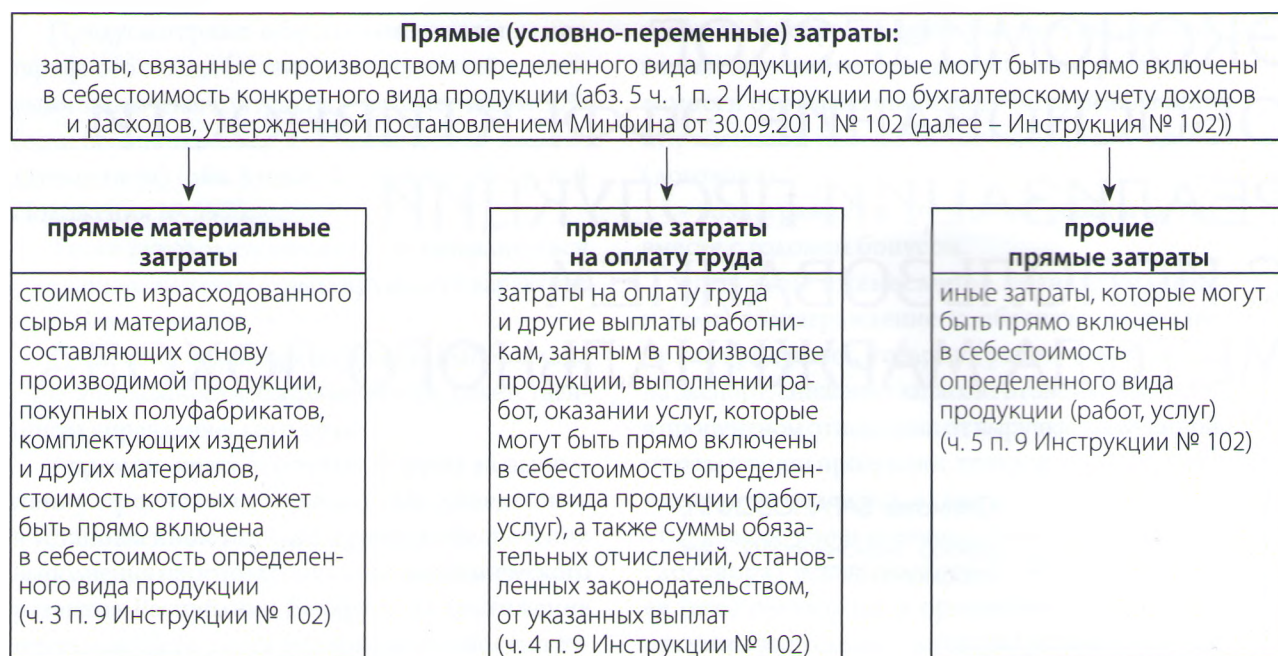 Прямые (условно-переменные) затраты:
затраты, связанные с производством определенного вида продукции, которые могут быть прямо включены
в себестоимость конкретного вида продукции (абз. 5 ч. 1 п. 2 Инструкции по бухгалтерскому учету доходов
и расходов, утвержденной постановлением Минфина от 30.09.2011 № 102 (далее – Инструкция № 102))
прямые материальные
затраты
стоимость израсходованного
сырья и материалов,
составляющих основу
производимой продукции,
покупных полуфабрикатов,
комплектующих изделий
и других материалов,
стоимость которых может
быть прямо включена
в себестоимость определен-
ного вида продукции
(ч. 3 п. 9 Инструкции № 102)
прямые затраты
на оплату труда
затраты на оплату труда
и другие выплаты работни-
кам, занятым в производстве
продукции, выполнении ра-
бот, оказании услуг, которые
могут быть прямо включены
в себестоимость определен-
ного вида продукции (работ,
услуг), а также суммы обяза-
тельных отчислений, установ-
ленных законодательством,
от указанных выплат
(ч. 4 п. 9 Инструкции № 102)
прочие
прямые затраты
иные затраты, которые могут
быть прямо включены
в себестоимость
определенного вида
продукции (работ, услуг)
(ч. 5 п. 9 Инструкции № 102)